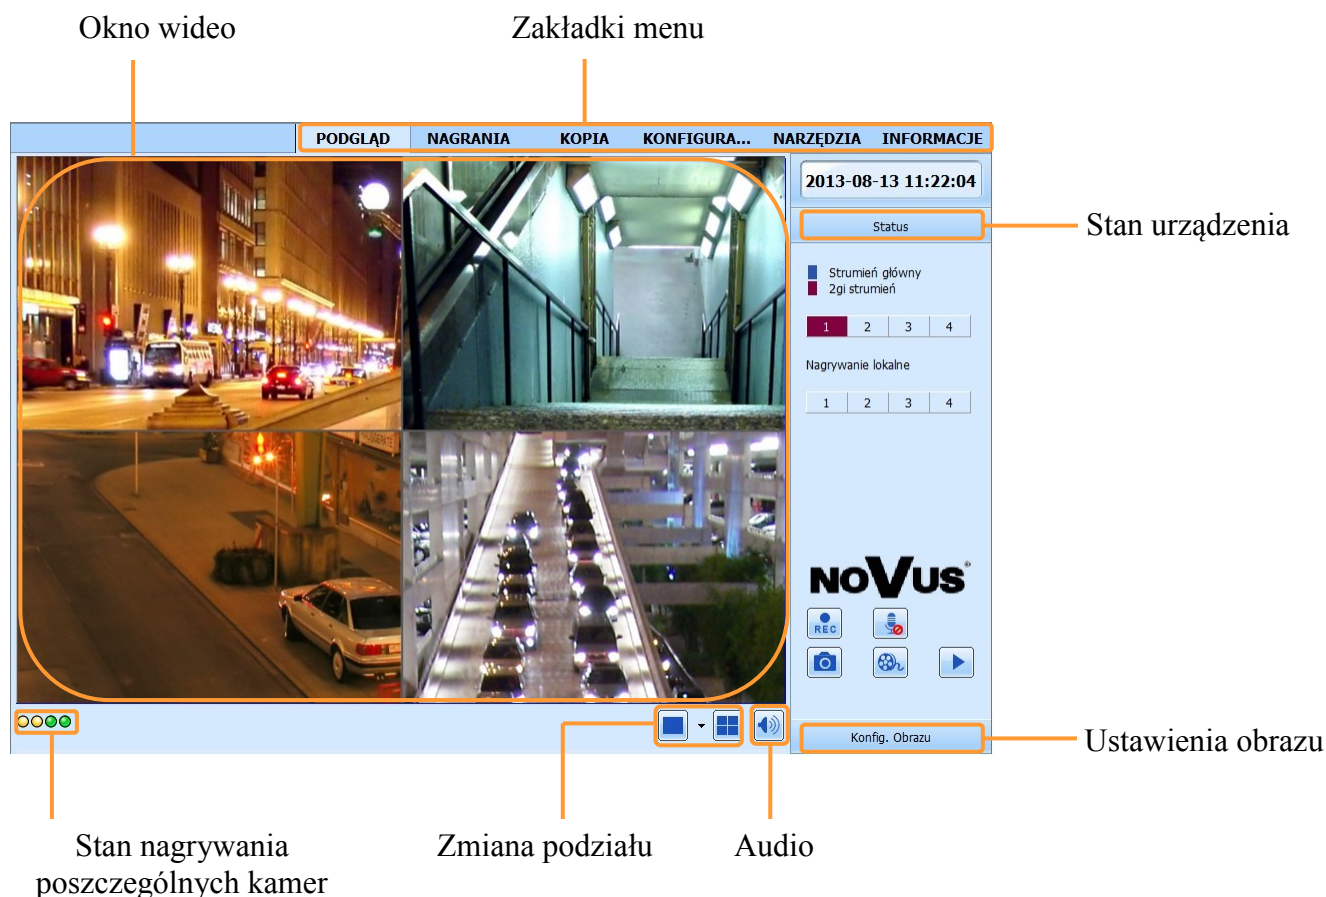 Okno wideo
Zakładki menu
PODGLĄD NAGRANIA KOPIA KONFIGURA... NARZĘDZIA INFORMACJE
2013-08-13 11:22:04
Status
Stan urządzenia
Strumień główny
2gi strumień
1 2 3 4
Nagrywanie lokalne
1 2 3 4
NOVUS®
REC
Konfig. Obrazu
Ustawienia obrazu
Stan nagrywania
poszczególnych kamer
Zmiana podziału
Audio